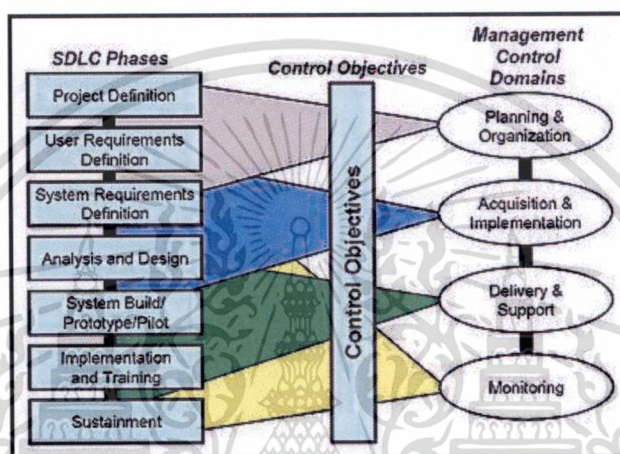 SDLC Phases
Control Objectives
Management
Control
Domains
Project Definition
User Requirements
Definition
System Requirements
Definition
Analysis and Design
System Build/
Prototype/Pilot
Implementation
and Training
Sustainment
Control Objectives
Planning &
Organization
Acquisition &
Implementation
Delivery &
Support
Monitoring